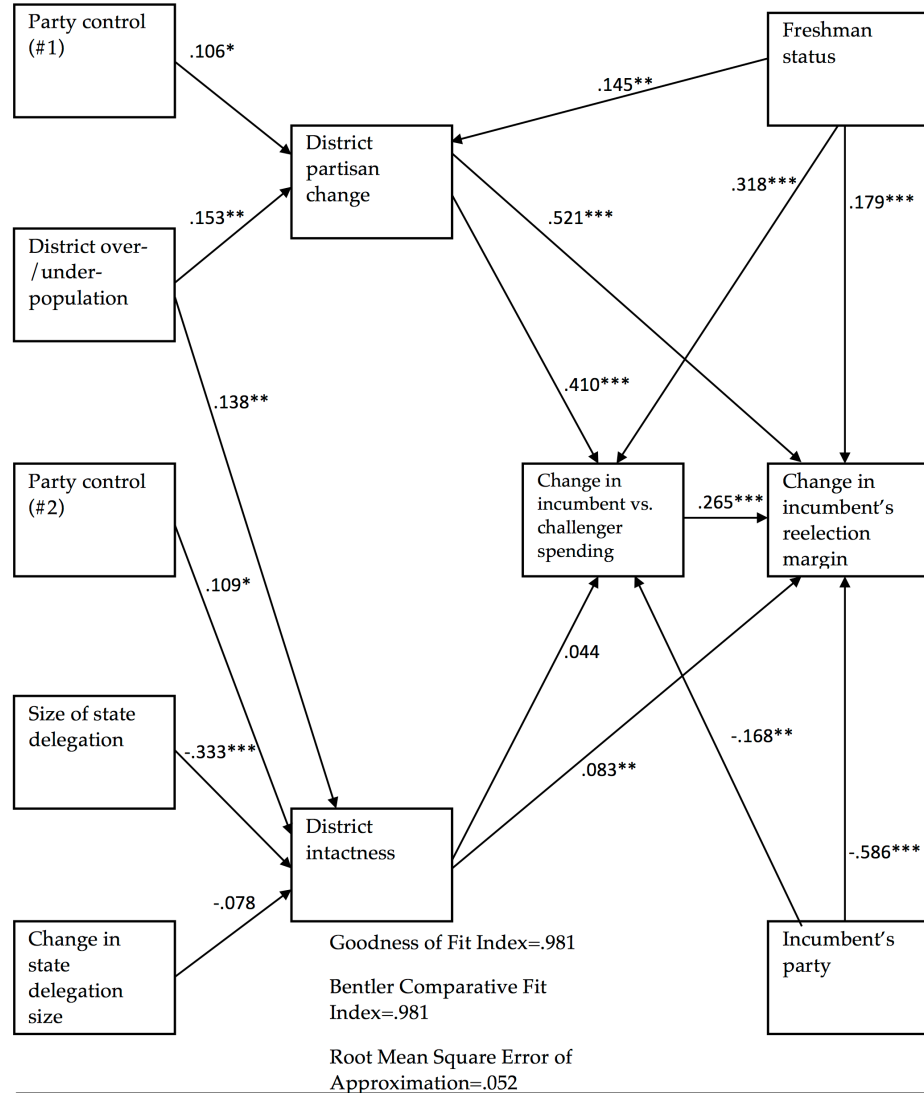 Party control
(#1)
.106*
Freshman
status
.145**
District
partisan
change
.318***
.179***
.521***
.153**
District over-
/under-
population
.410***
.138**
Party control
(#2)
Change in
incumbent vs.
challenger
spending
.265***
Change in
incumbent's
reelection
margin
.109*
.044
Size of state
delegation
-.333***
-.168**
.083**
District
intactness
-.586***
-.078
Change in
state
delegation
size
Incumbent's
party
Goodness of Fit Index=.981
Bentler Comparative Fit
Index=.981
Root Mean Square Error of
Approximation=.052